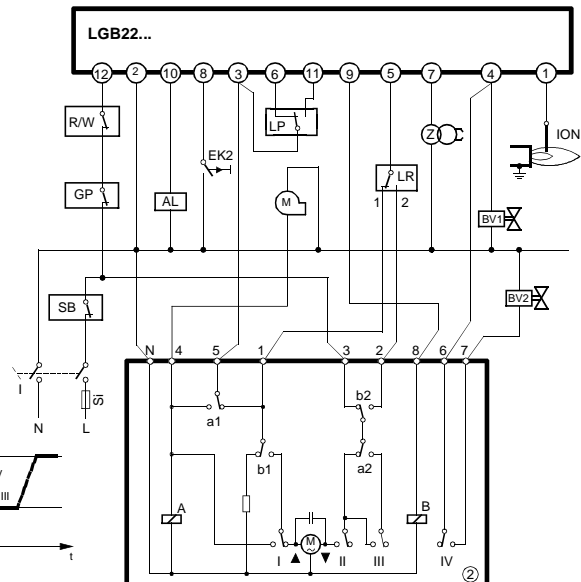 LGB22...
12 2 10 8 3 6 11 9 5 7 4 1
R/W
LP
Z
ION
EK2
LR
GP
AL
M
1 2
BV1
SB
BV2
I
Si
N L
N 4 5 1 3 2 8 6 7
b2
a1
b1 a2
V
III
A
B
M
I II III IV
t
2